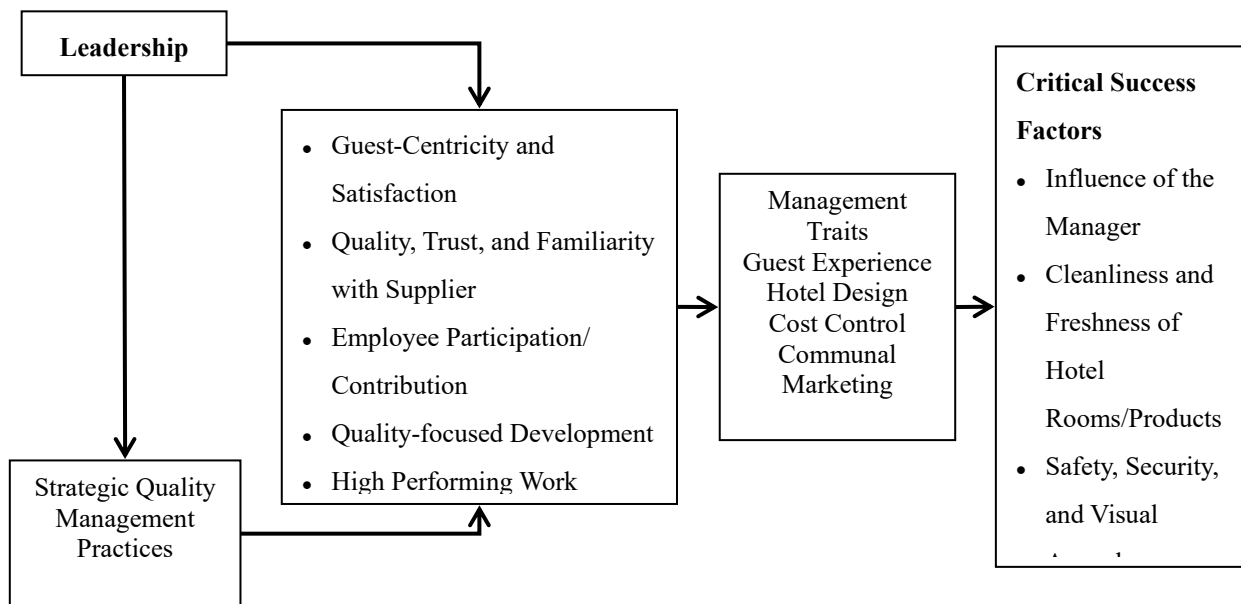 Leadership
Guest-Centricity and
Satisfaction
Quality, Trust, and Familiarity
with Supplier
Employee Participation/
Contribution
Quality-focused Development
High Performing Work
Strategic Quality
Management
Practices
Management
Traits
Guest Experience
Hotel Design
Cost Control
Communal
Marketing
Critical Success
Factors
Influence of the
Manager
Cleanliness and
Freshness of
Hotel
Rooms/Products
Safety, Security,
and Visual